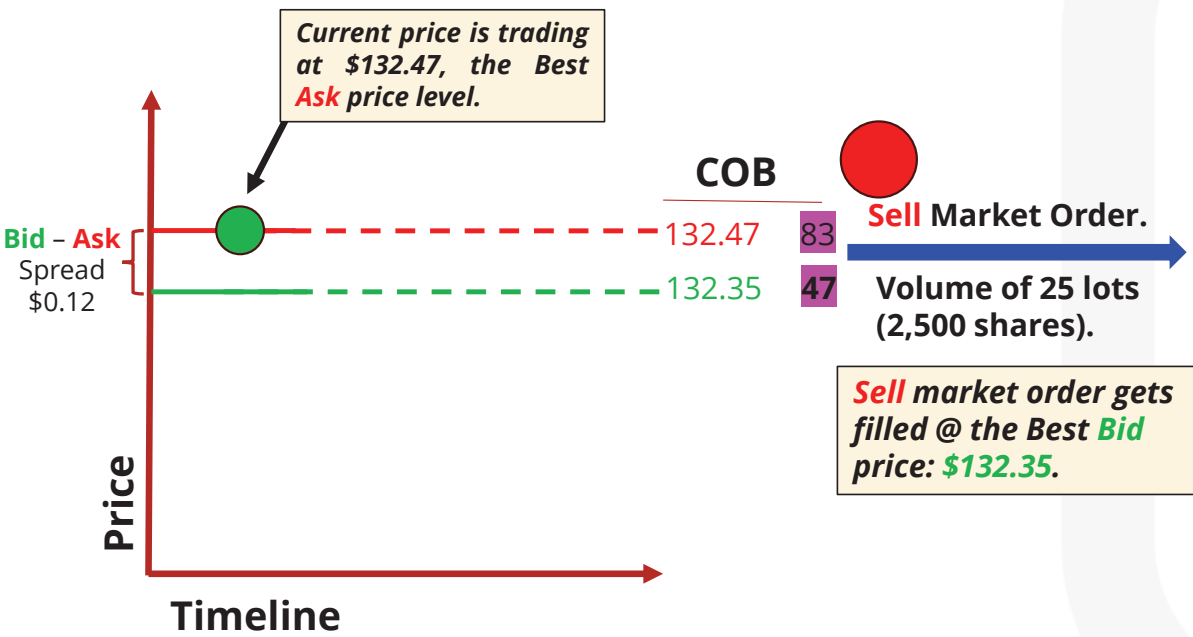 Current price is trading
at $132.47, the Best
Ask price level.
COB
Bid – Ask
Spread
$0.12
132.47 83
132.35 47
Sell Market Order.
Volume of 25 lots
(2,500 shares).
Sell market order gets
filled @ the Best Bid
price: $132.35.
Price
Timeline